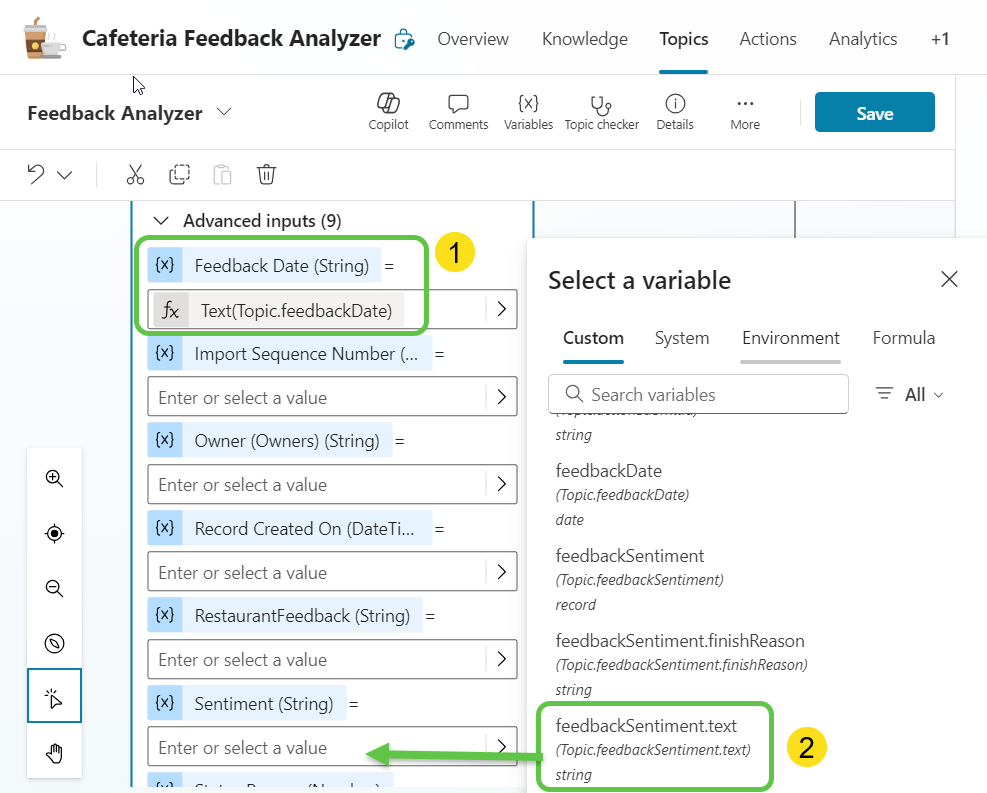 Cafeteria Feedback Analyzer
Overview
Knowledge
Topics
Actions
Analytics
+1
Feedback Analyzer
Copilot
Comments
{x}
Variables
Topic checker
Details
More
Save
Advanced inputs (9)
1
{x} Feedback Date (String) =
fx Text(Topic.feedbackDate)
{x} Import Sequence Number (... =
Enter or select a value
{x} Owner (Owners) (String) =
Enter or select a value
{x} Record Created On (DateTi... =
Enter or select a value
{x} RestaurantFeedback (String) =
Enter or select a value
{x} Sentiment (String) =
Enter or select a value
Select a variable
Custom
System
Environment
Formula
Search variables
All
string
feedbackDate
(Topic.feedbackDate)
date
feedbackSentiment
(Topic.feedbackSentiment)
record
feedbackSentiment.finishReason
(Topic.feedbackSentiment.finishReason)
string
feedbackSentiment.text
(Topic.feedbackSentiment.text)
string
2